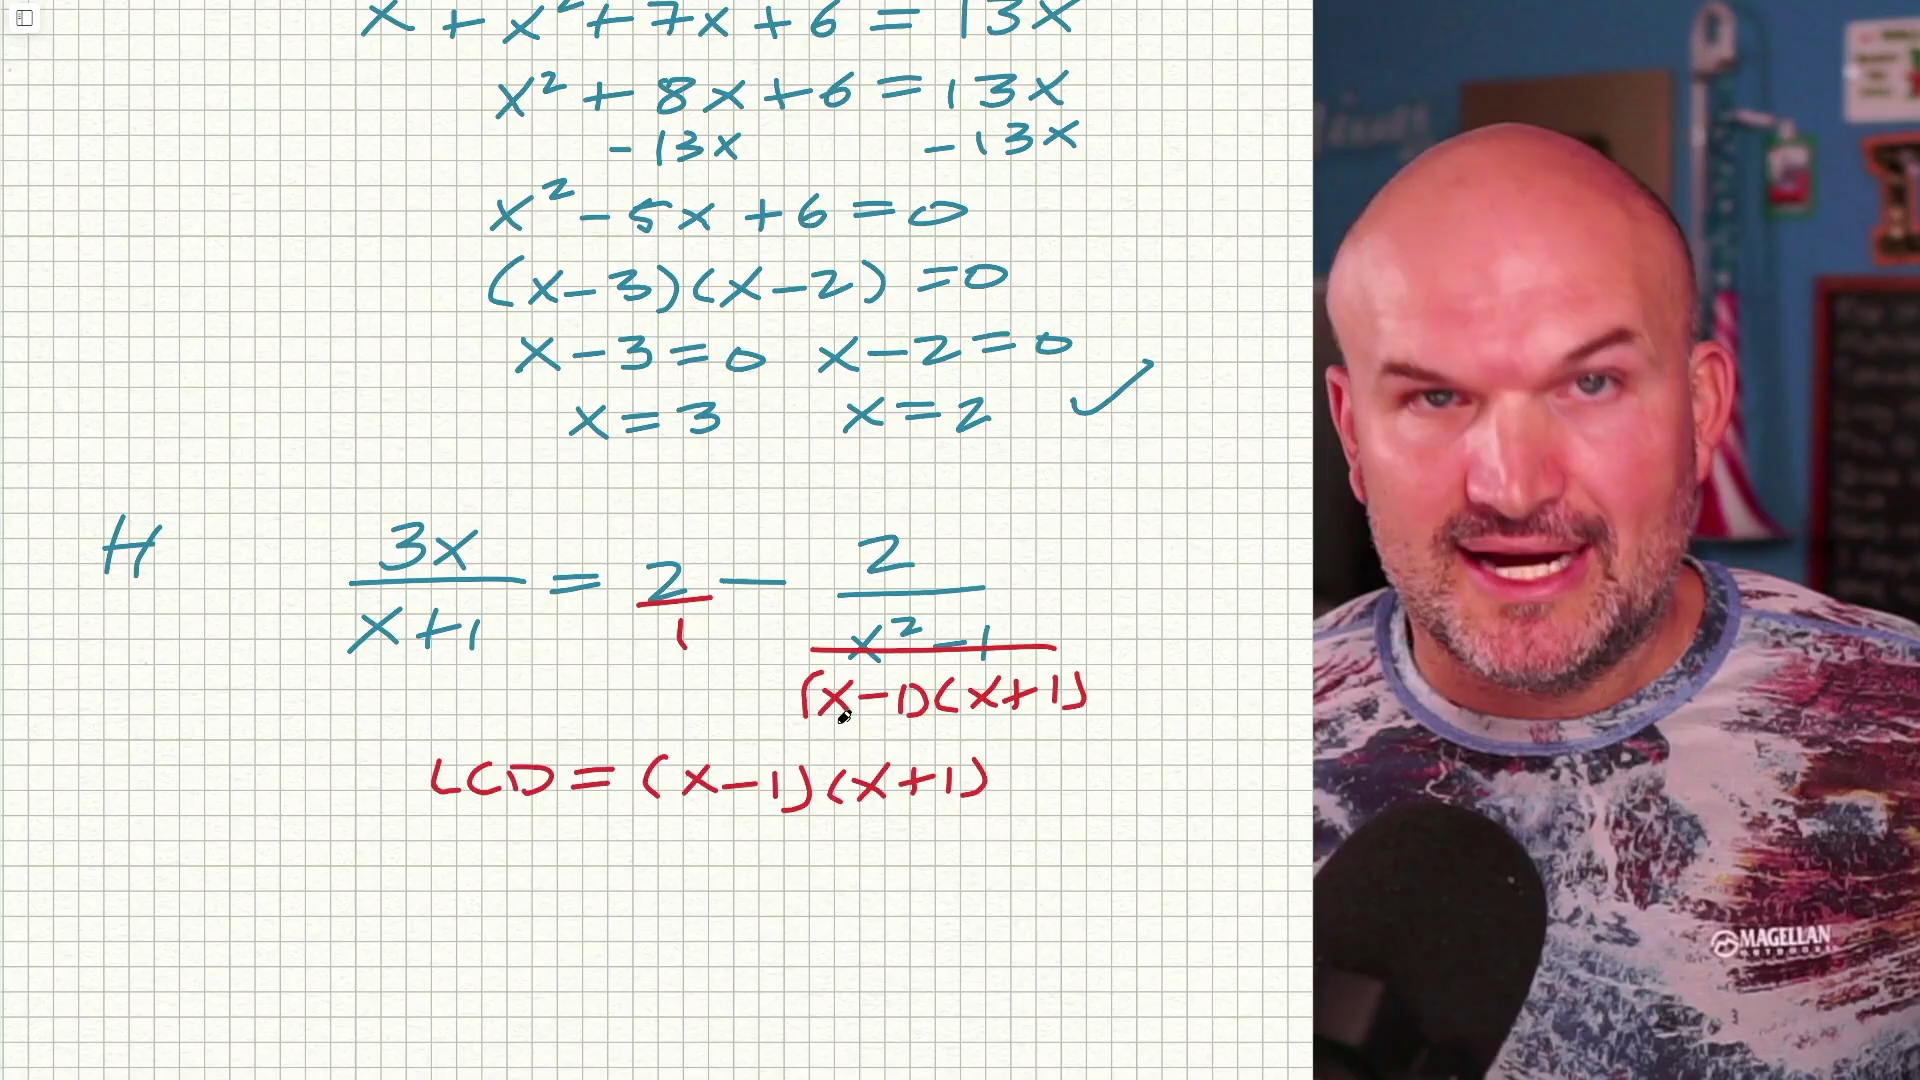 x + x² + 7x + 6 = 13x
x² + 8x + 6 = 13x
- 13x - 13x
x² - 5x + 6 = 0
(x - 3)(x - 2) = 0
x - 3 = 0 x - 2 = 0
x = 3 x = 2 ✓
H 3x/x+1 = 2/1 — 2/x² - 1
(x - 1)(x + 1)
LCD = (x - 1)(x + 1)
MAGELLAN
OUTDOORS